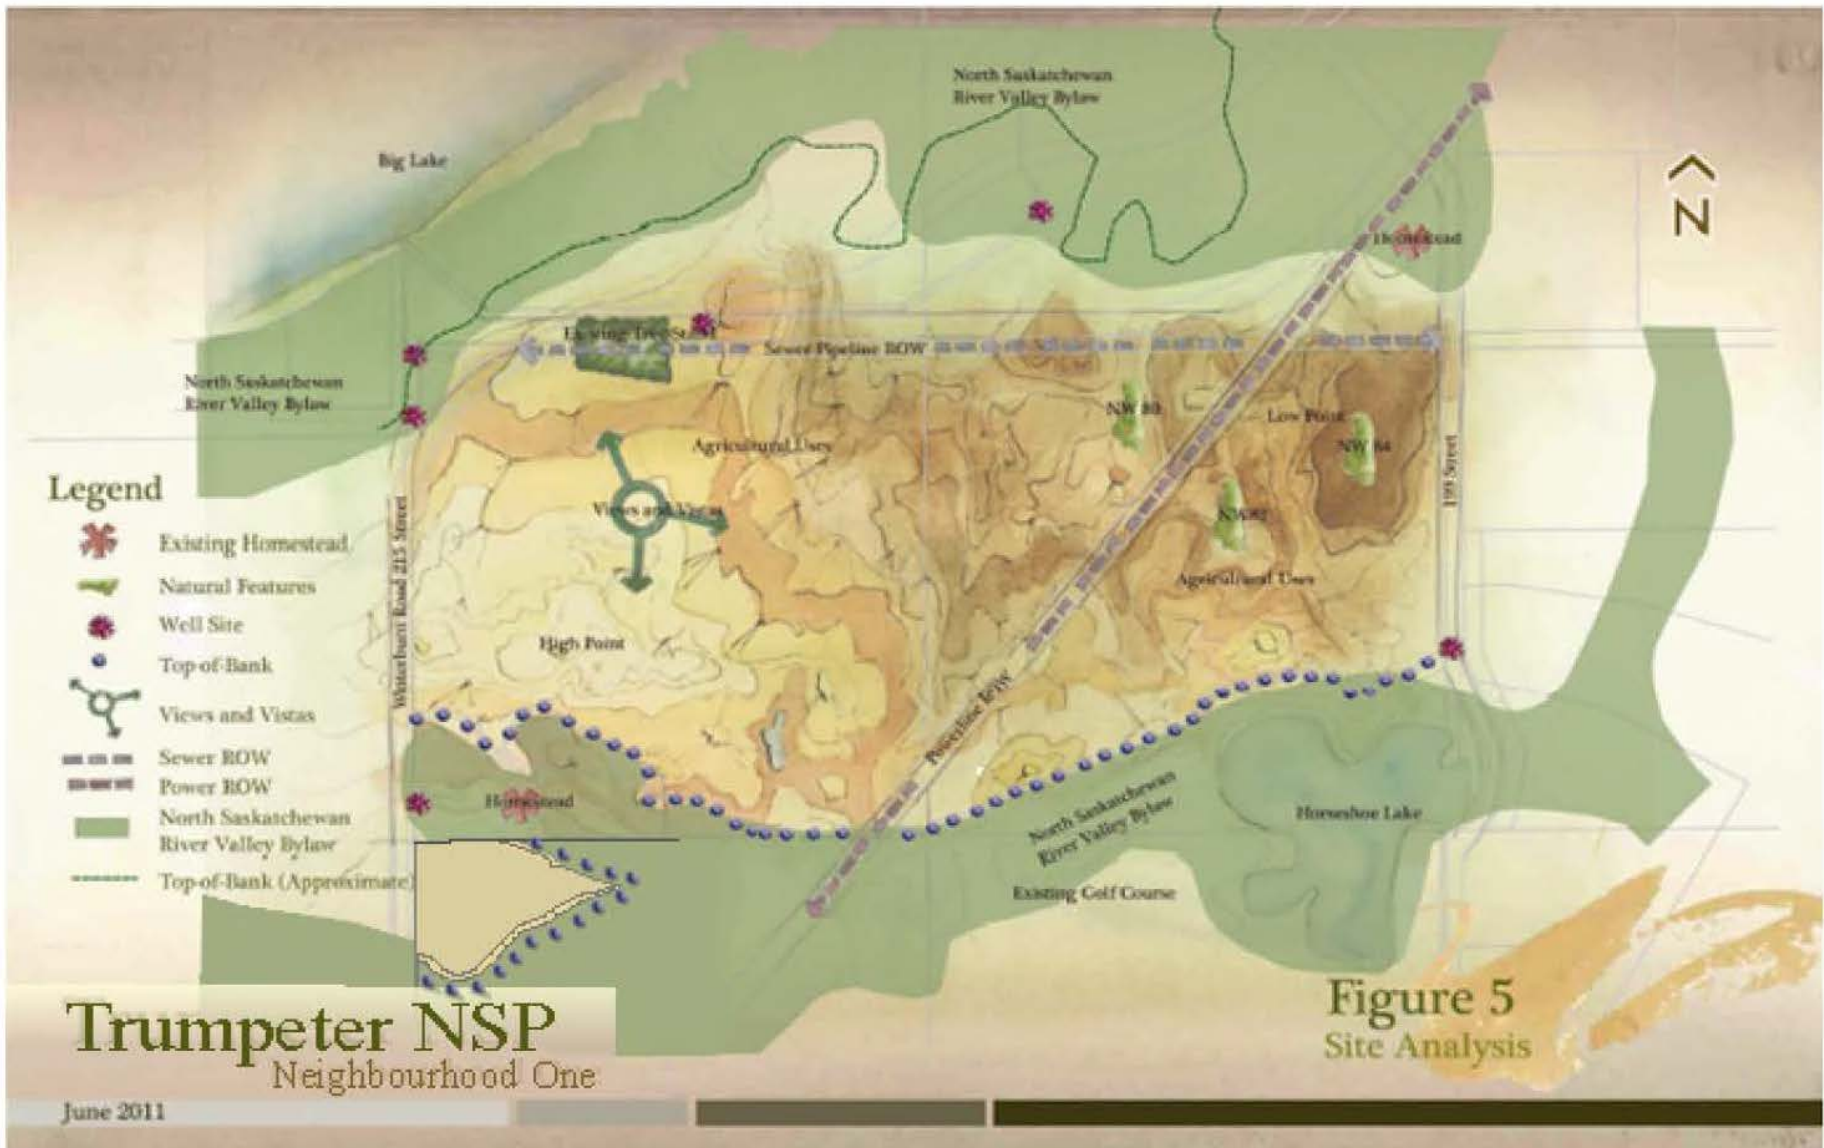 North Saskatchewan
River Valley Bylaw
Big Lake
N
Homestead
Existing Tree Stand
Sewer Pipeline ROW
North Saskatchewan
River Valley Bylaw
NW 80
Low Point
NW 84
Agricultural Uses
199 Street
Views and Vistas
Winterburn Road 215 Street
Agricultural Uses
High Point
Powerline ROW
Homestead
North Saskatchewan
River Valley Bylaw
Horseshoe Lake
Existing Golf Course
Legend
Existing Homestead
Natural Features
Well Site
Top-of-Bank
Views and Vistas
Sewer ROW
Power ROW
North Saskatchewan
River Valley Bylaw
Top-of-Bank (Approximate)
Trumpeter NSP
Neighbourhood One
Figure 5
Site Analysis
June 2011